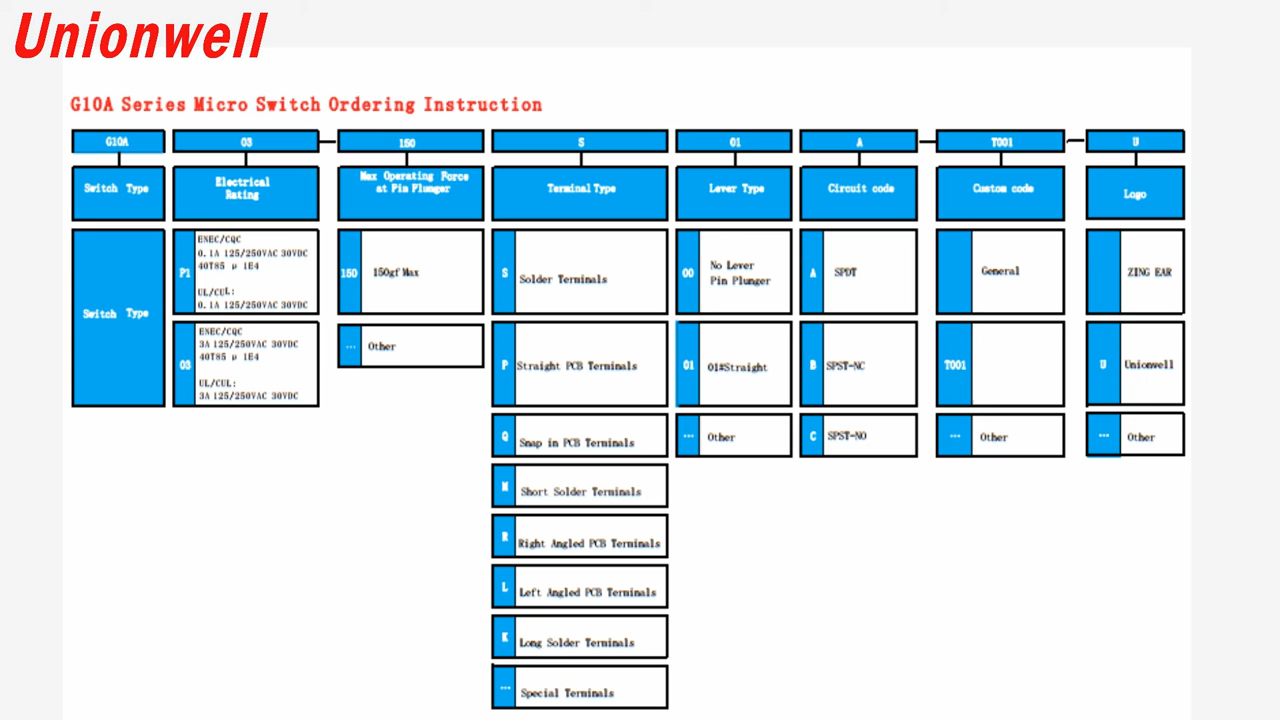 Unionwell
G10A Series Micro Switch Ordering Instruction
G10A
03
150
S
01
A
T001
U
Switch Type
Electrical
Rating
Max Operating Force
at Pin Plunger
Terminal Type
Lever Type
Circuit code
Custom code
Logo
Switch Type
P1
ENEC/CQC
0.1A 125/250VAC 30VDC
40T85 μ 1E4
UL/CUL:
0.1A 125/250VAC 30VDC
03
ENEC/CQC
3A 125/250VAC 30VDC
40T85 μ 1E4
UL/CUL:
3A 125/250VAC 30VDC
150
150gf Max
...
Other
S
Solder Terminals
P
Straight PCB Terminals
Q
Snap in PCB Terminals
M
Short Solder Terminals
R
Right Angled PCB Terminals
L
Left Angled PCB Terminals
K
Long Solder Terminals
...
Special Terminals
00
No Lever
Pin Plunger
01
01#Straight
...
Other
A
SPDT
B
SPST-NC
C
SPST-NO
General
T001
...
Other
ZING EAR
U
Unionwell
...
Other